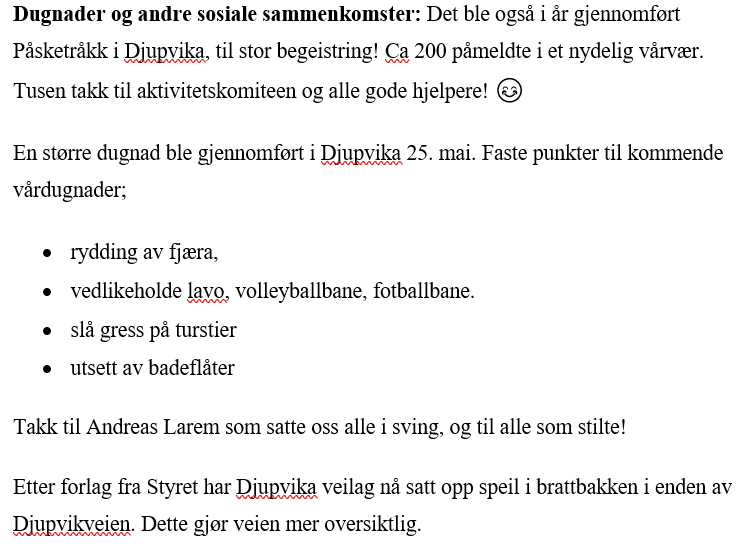 Dugnader og andre sosiale sammenkomster: Det ble også i år gjennomført
Påsketråkk i Djupvika, til stor begeistring! Ca 200 påmeldte i et nydelig vårvær.
Tusen takk til aktivitetskomiteen og alle gode hjelpere! 😊
En større dugnad ble gjennomført i Djupvika 25. mai. Faste punkter til kommende
vårdugnader;
• rydding av fjæra,
• vedlikeholde lavo, volleyballbane, fotballbane.
• slå gress på turstier
• utsett av badeflåter
Takk til Andreas Larem som satte oss alle i sving, og til alle som stilte!
Etter forlag fra Styret har Djupvika veilag nå satt opp speil i brattbakken i enden av
Djupvikveien. Dette gjør veien mer oversiktlig.